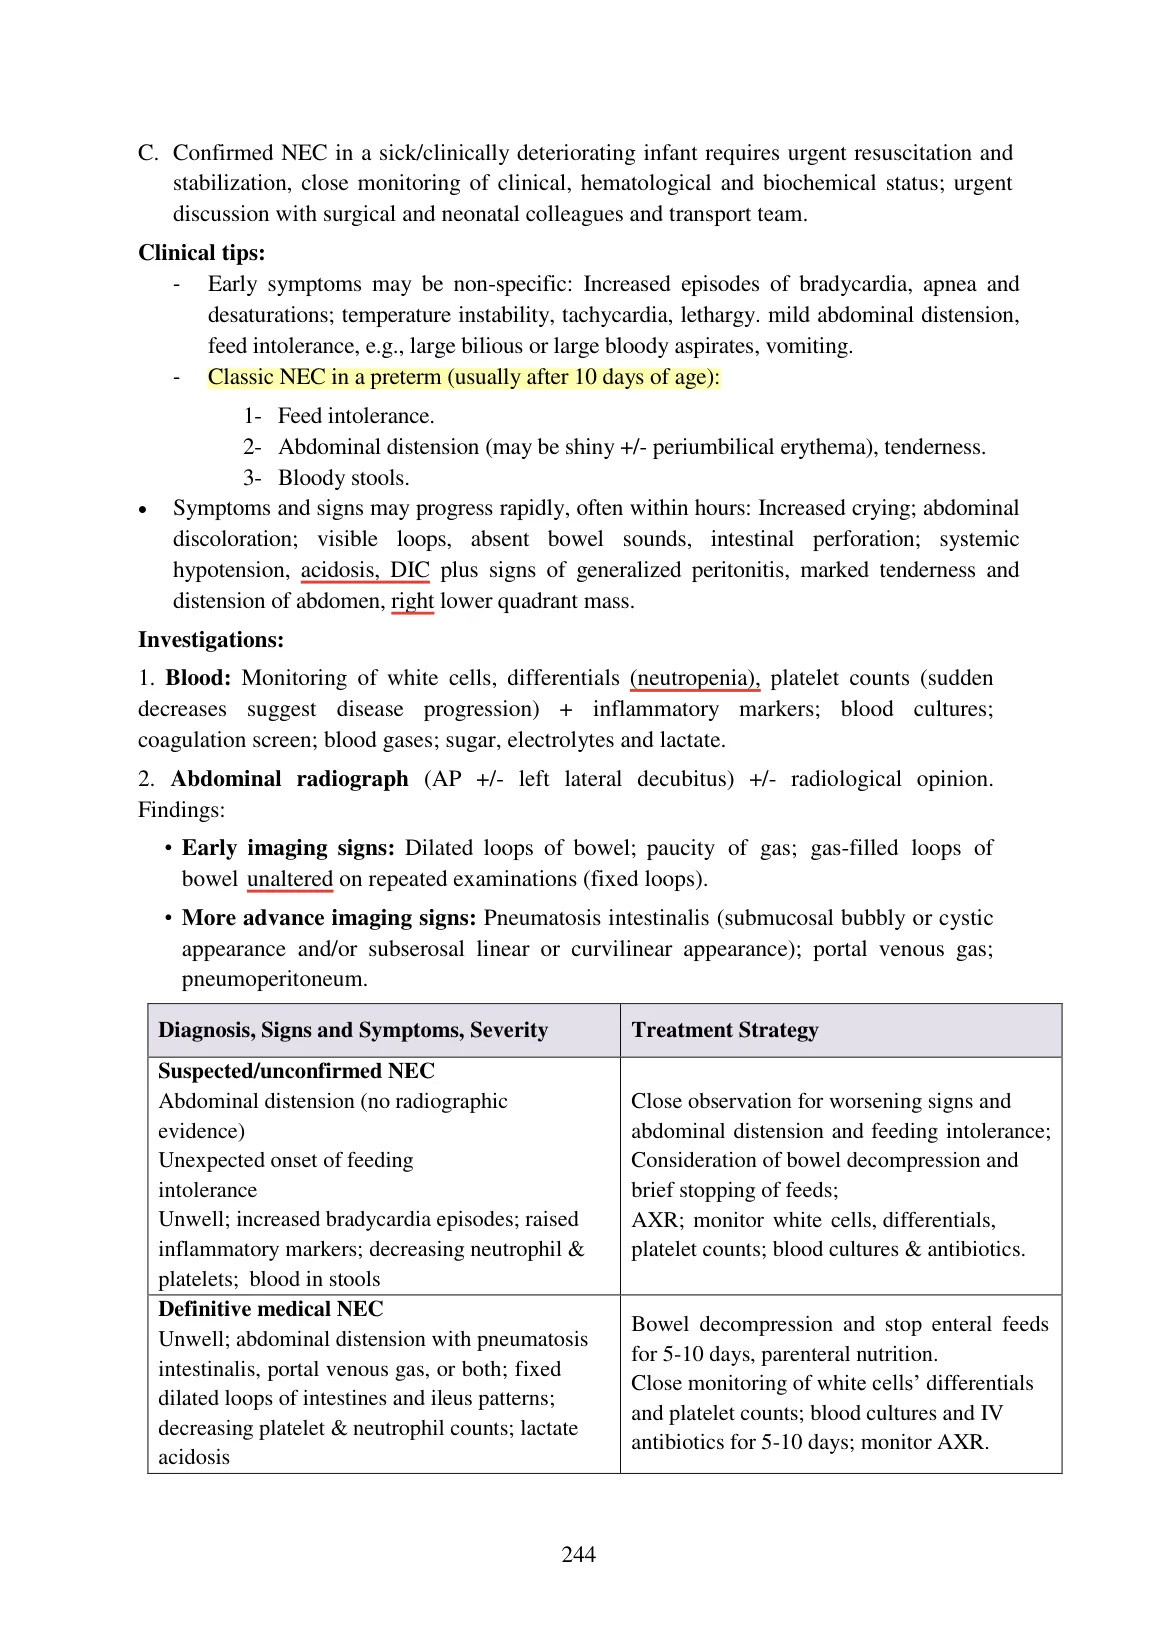 C. Confirmed NEC in a sick/clinically deteriorating infant requires urgent resuscitation and
stabilization, close monitoring of clinical, hematological and biochemical status; urgent
discussion with surgical and neonatal colleagues and transport team.
Clinical tips:
- Early symptoms may be non-specific: Increased episodes of bradycardia, apnea and
desaturations; temperature instability, tachycardia, lethargy. mild abdominal distension,
feed intolerance, e.g., large bilious or large bloody aspirates, vomiting.
- Classic NEC in a preterm (usually after 10 days of age):
1- Feed intolerance.
2- Abdominal distension (may be shiny +/- periumbilical erythema), tenderness.
3- Bloody stools.
• Symptoms and signs may progress rapidly, often within hours: Increased crying; abdominal
discoloration; visible loops, absent bowel sounds, intestinal perforation; systemic
hypotension, acidosis, DIC plus signs of generalized peritonitis, marked tenderness and
distension of abdomen, right lower quadrant mass.
Investigations:
1. Blood: Monitoring of white cells, differentials (neutropenia), platelet counts (sudden
decreases suggest disease progression) + inflammatory markers; blood cultures;
coagulation screen; blood gases; sugar, electrolytes and lactate.
2. Abdominal radiograph (AP +/- left lateral decubitus) +/- radiological opinion.
Findings:
• Early imaging signs: Dilated loops of bowel; paucity of gas; gas-filled loops of
bowel unaltered on repeated examinations (fixed loops).
• More advance imaging signs: Pneumatosis intestinalis (submucosal bubbly or cystic
appearance and/or subserosal linear or curvilinear appearance); portal venous gas;
pneumoperitoneum.
Diagnosis, Signs and Symptoms, Severity
Treatment Strategy
Suspected/unconfirmed NEC
Abdominal distension (no radiographic
evidence)
Unexpected onset of feeding
intolerance
Unwell; increased bradycardia episodes; raised
inflammatory markers; decreasing neutrophil &
platelets; blood in stools
Close observation for worsening signs and
abdominal distension and feeding intolerance;
Consideration of bowel decompression and
brief stopping of feeds;
AXR; monitor white cells, differentials,
platelet counts; blood cultures & antibiotics.
Definitive medical NEC
Unwell; abdominal distension with pneumatosis
intestinalis, portal venous gas, or both; fixed
dilated loops of intestines and ileus patterns;
decreasing platelet & neutrophil counts; lactate
acidosis
Bowel decompression and stop enteral feeds
for 5-10 days, parenteral nutrition.
Close monitoring of white cells’ differentials
and platelet counts; blood cultures and IV
antibiotics for 5-10 days; monitor AXR.
244